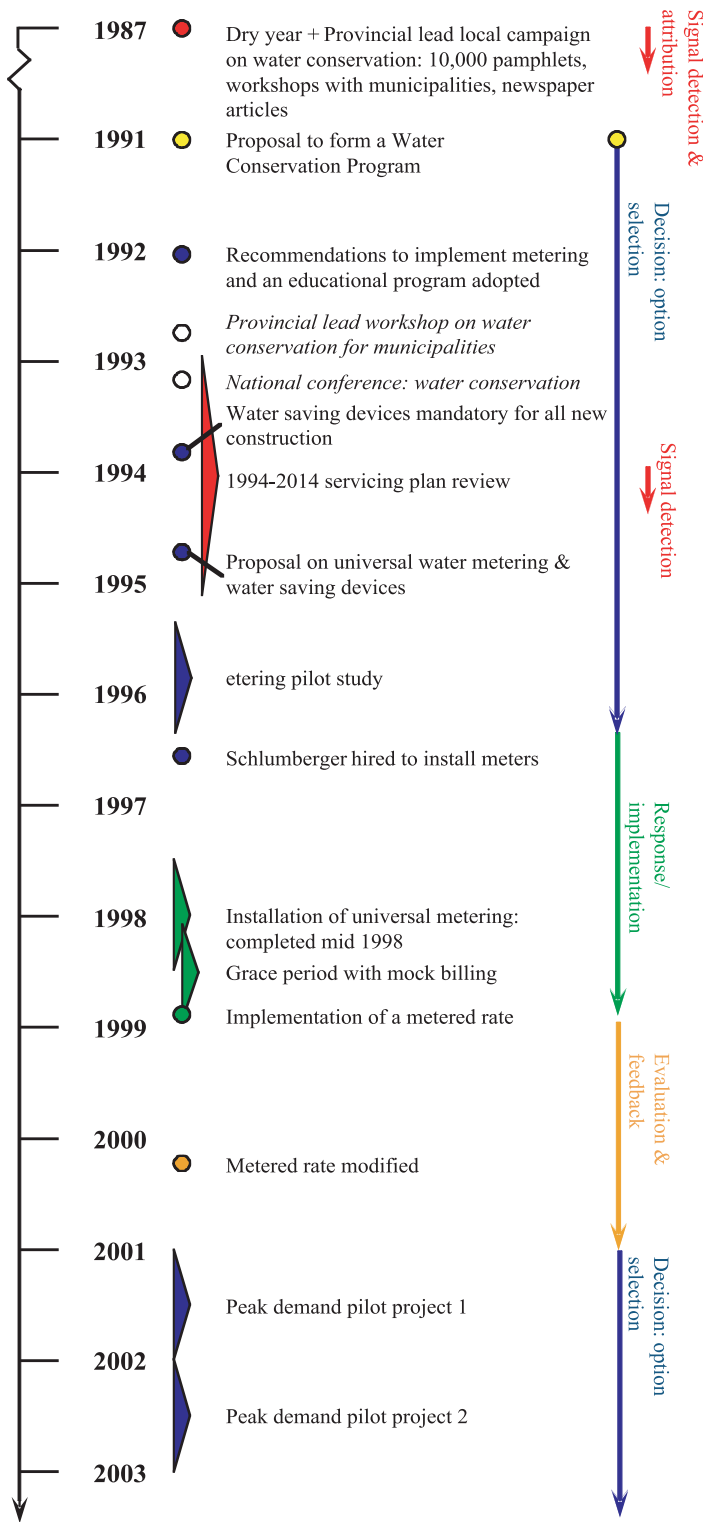 1987
Dry year + Provincial lead local campaign
on water conservation: 10,000 pamphlets,
workshops with municipalities, newspaper
articles
Signal detection &
attribution
1991
Proposal to form a Water
Conservation Program
Decision: option
selection
1992
Recommendations to implement metering
and an educational program adopted
Provincial lead workshop on water
conservation for municipalities
1993
National conference: water conservation
Water saving devices mandatory for all new
construction
1994
1994-2014 servicing plan review
Signal detection
Proposal on universal water metering &
water saving devices
1995
etering pilot study
1996
Schlumberger hired to install meters
1997
Response/
implementation
1998
Installation of universal metering:
completed mid 1998
Grace period with mock billing
Implementation of a metered rate
1999
Evaluation &
feedback
2000
Metered rate modified
2001
Decision: option
selection
Peak demand pilot project 1
2002
Peak demand pilot project 2
2003